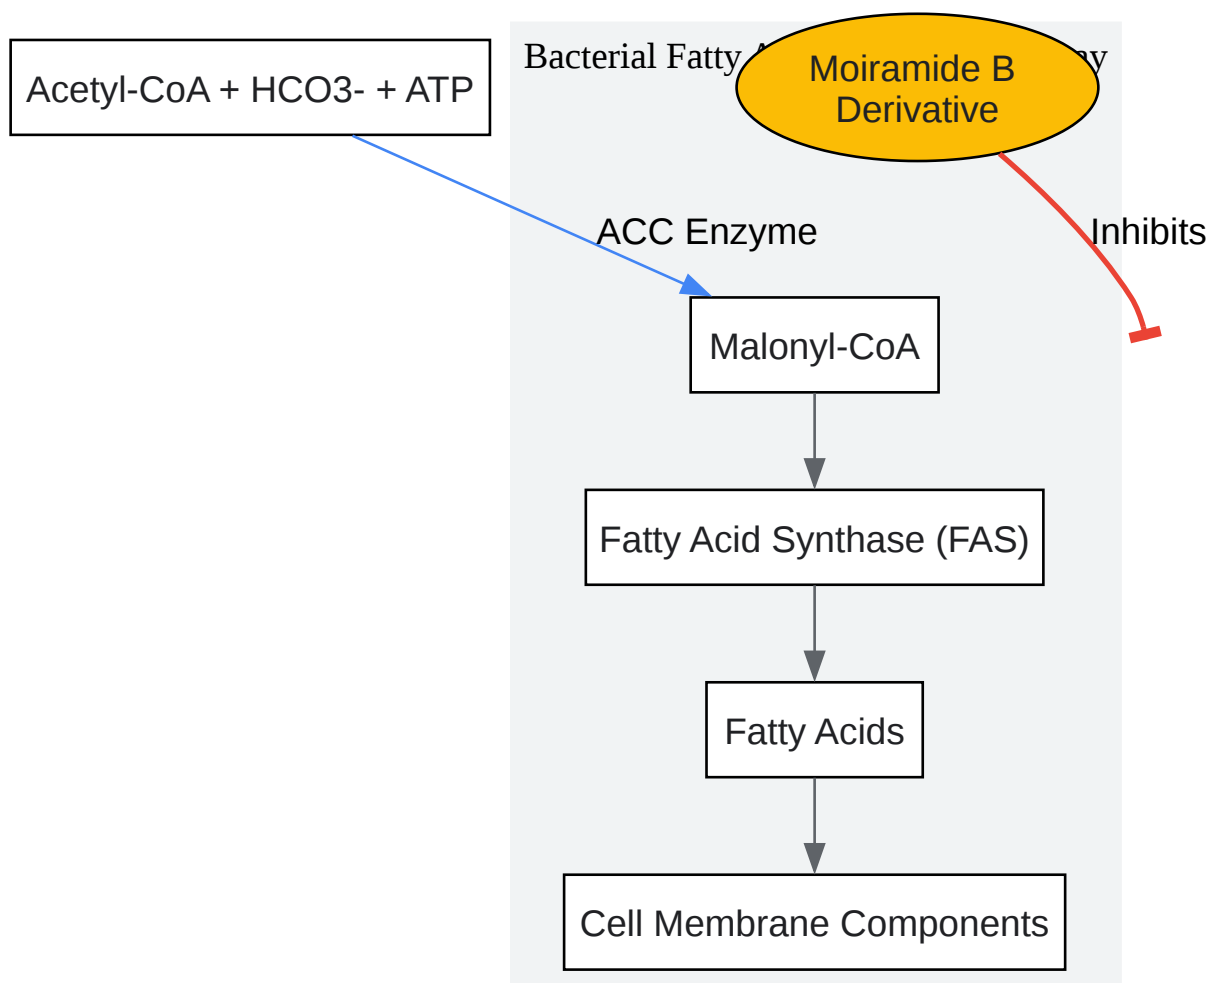 Bacterial Fatty
Moiramide B
Derivative
Acetyl-CoA + HCO3- + ATP
ACC Enzyme
Inhibits
Malonyl-CoA
Fatty Acid Synthase (FAS)
Fatty Acids
Cell Membrane Components